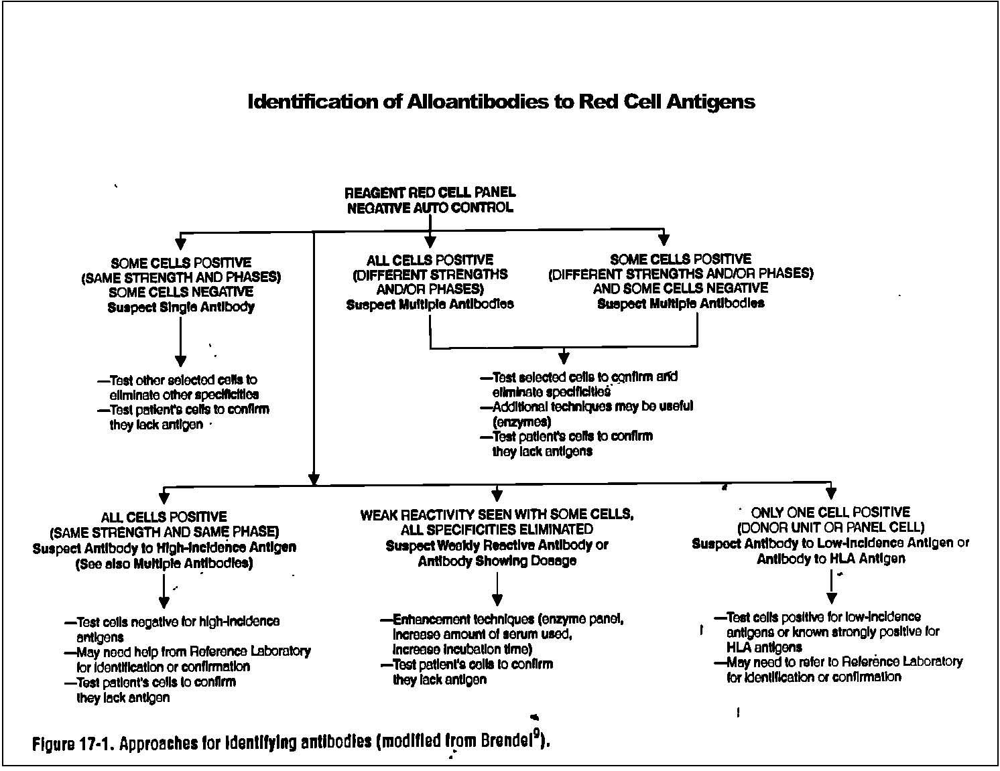 Identification of Alloantibodies to Red Cell Antigens
REAGENT RED CELL PANEL
NEGATIVE AUTO CONTROL
SOME CELLS POSITIVE
(SAME STRENGTH AND PHASES)
SOME CELLS NEGATIVE
Suspect Single Antibody
ALL CELLS POSITIVE
(DIFFERENT STRENGTHS
AND/OR PHASES)
Suspect Multiple Antibodies
SOME CELLS POSITIVE
(DIFFERENT STRENGTHS AND/OR PHASES)
AND SOME CELLS NEGATIVE
Suspect Multiple Antibodies
—Test other selected cells to
eliminate other specificities
—Test patient's cells to confirm
they lack antigen
—Test selected cells to confirm and
eliminate specificities
—Additional techniques may be useful
(enzymes)
—Test patient's cells to confirm
they lack antigens
ALL CELLS POSITIVE
(SAME STRENGTH AND SAME PHASE)
Suspect Antibody to High-Incidence Antigen
(See also Multiple Antibodies)
WEAK REACTIVITY SEEN WITH SOME CELLS,
ALL SPECIFICITIES ELIMINATED
Suspect Weakly Reactive Antibody or
Antibody Showing Dosage
ONLY ONE CELL POSITIVE
(DONOR UNIT OR PANEL CELL)
Suspect Antibody to Low-Incidence Antigen or
Antibody to HLA Antigen
—Test cells negative for high-incidence
antigens
—May need help from Reference Laboratory
for identification or confirmation
—Test patient's cells to confirm
they lack antigen
—Enhancement techniques (enzyme panel,
increase amount of serum used,
increase incubation time)
—Test patient's cells to confirm
they lack antigen
—Test cells positive for low-incidence
antigens or known strongly positive for
HLA antigens
—May need to refer to Reference Laboratory
for identification or confirmation
Figure 17-1. Approaches for identifying antibodies (modified from Brendel⁹).